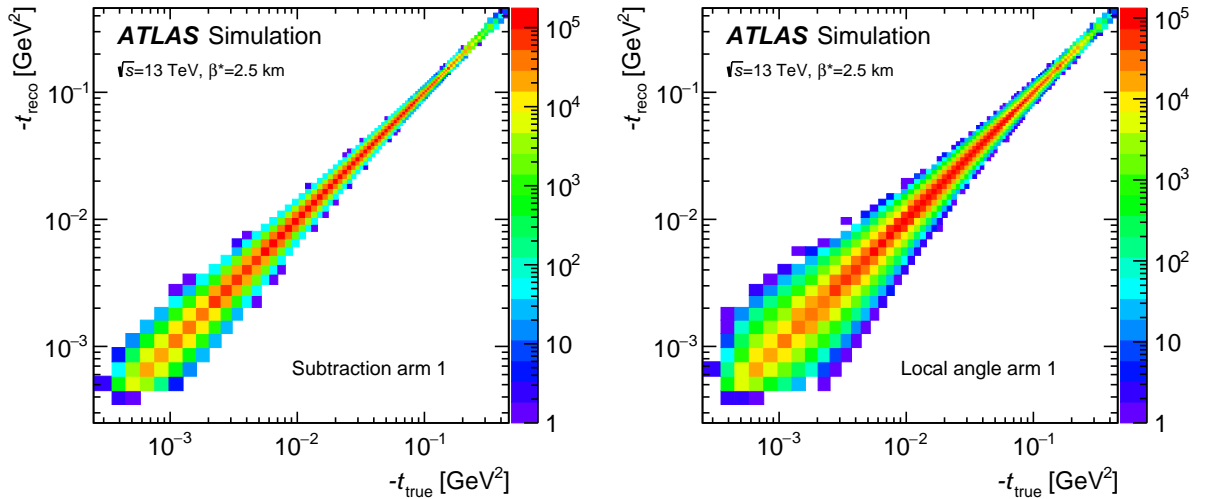 -t_reco [GeV²]
ATLAS Simulation
√s=13 TeV, β*=2.5 km
10⁻¹
10⁻²
10⁻³
Subtraction arm 1
10⁻³ 10⁻² 10⁻¹
-t_true [GeV²]
10⁵
10⁴
10³
10²
10
1
-t_reco [GeV²]
ATLAS Simulation
√s=13 TeV, β*=2.5 km
10⁻¹
10⁻²
10⁻³
Local angle arm 1
10⁻³ 10⁻² 10⁻¹
-t_true [GeV²]
10⁵
10⁴
10³
10²
10
1